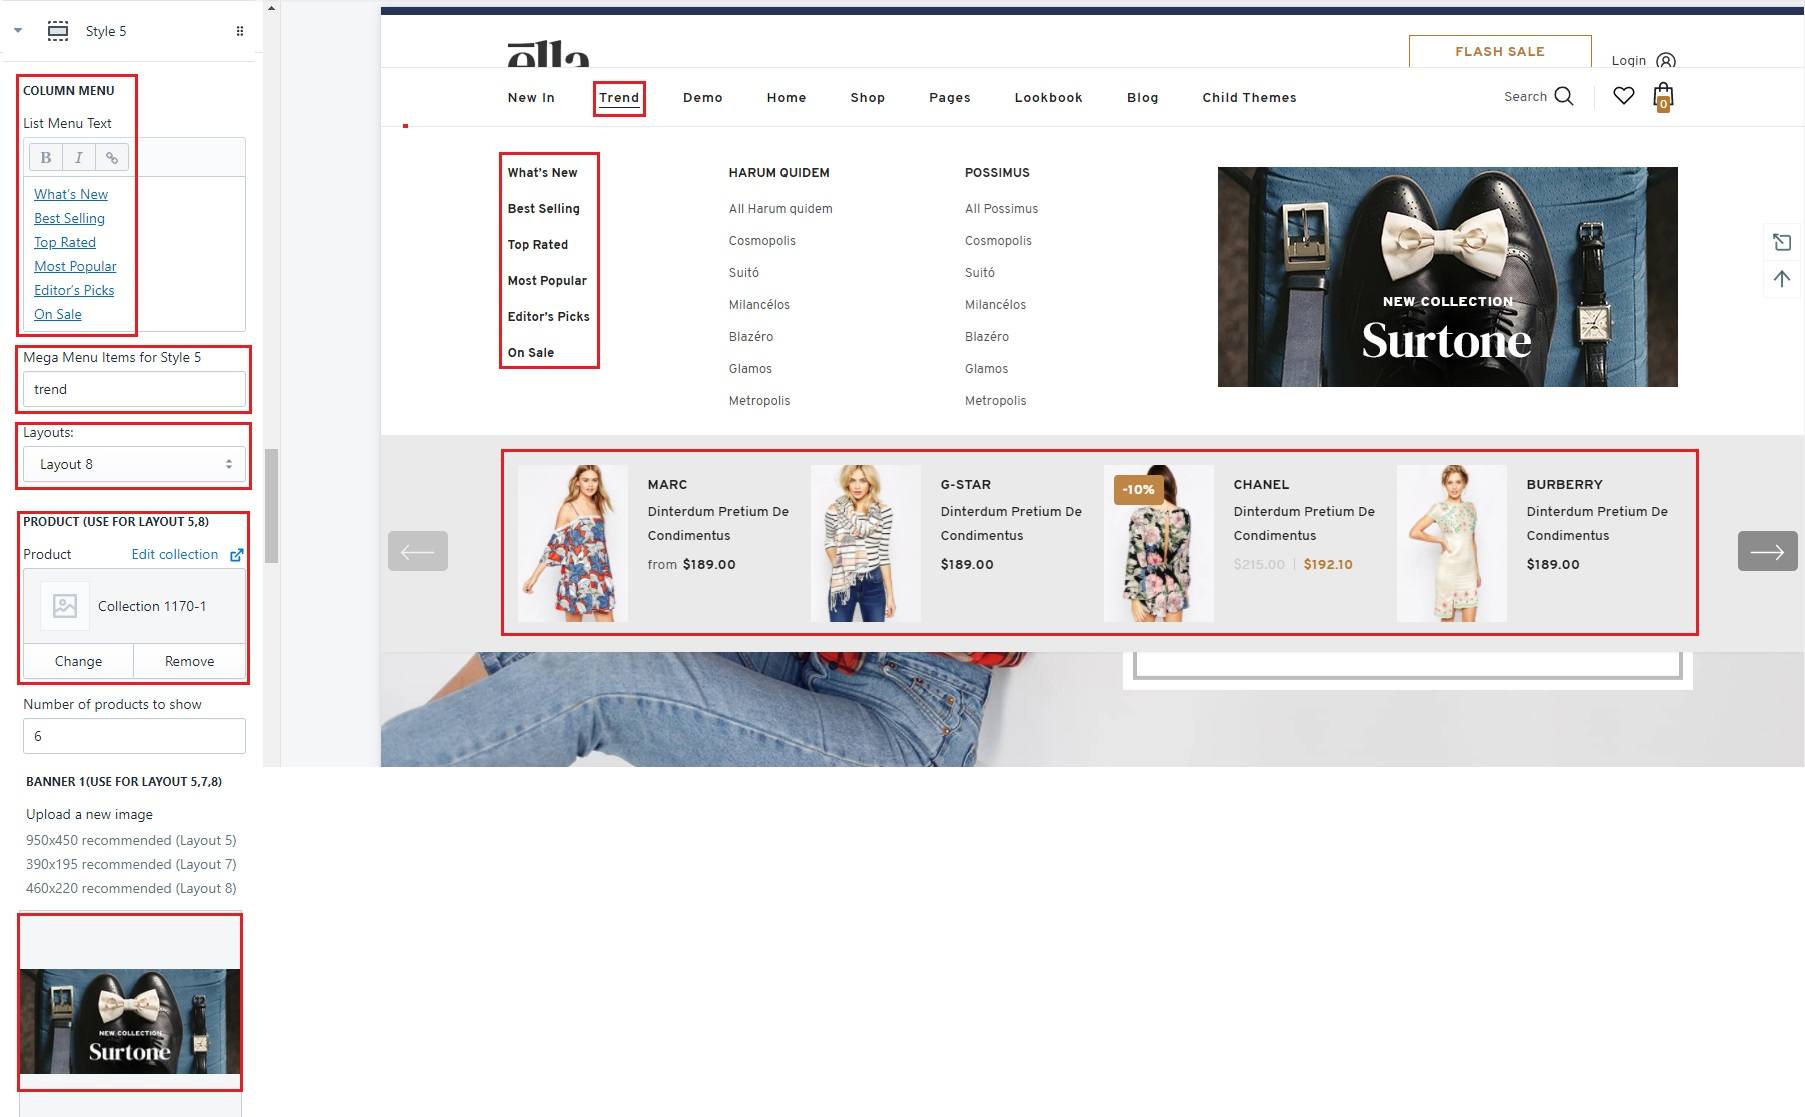 Style 5
COLUMN MENU
List Menu Text
B I
What's New
Best Selling
Top Rated
Most Popular
Editor's Picks
On Sale
Mega Menu Items for Style 5
trend
Layouts:
Layout 8
PRODUCT (USE FOR LAYOUT 5,8)
Product Edit collection
Collection 1170-1
Change Remove
Number of products to show
6
BANNER 1(USE FOR LAYOUT 5,7,8)
Upload a new image
950x450 recommended (Layout 5)
390x195 recommended (Layout 7)
460x220 recommended (Layout 8)
NEW COLLECTION
Surtone
ella
FLASH SALE
Login
New In Trend Demo Home Shop Pages Lookbook Blog Child Themes
Search
0
What's New
Best Selling
Top Rated
Most Popular
Editor's Picks
On Sale
HARUM QUIDEM
All Harum quidem
Cosmopolis
Suitó
Milancélos
Blazéro
Glamos
Metropolis
POSSIMUS
All Possimus
Cosmopolis
Suitó
Milancélos
Blazéro
Glamos
Metropolis
NEW COLLECTION
Surtone
MARC
Dinterdum Pretium De
Condimentus
from $189.00
G-STAR
Dinterdum Pretium De
Condimentus
$189.00
-10%
CHANEL
Dinterdum Pretium De
Condimentus
$215.00 | $192.10
BURBERRY
Dinterdum Pretium De
Condimentus
$189.00